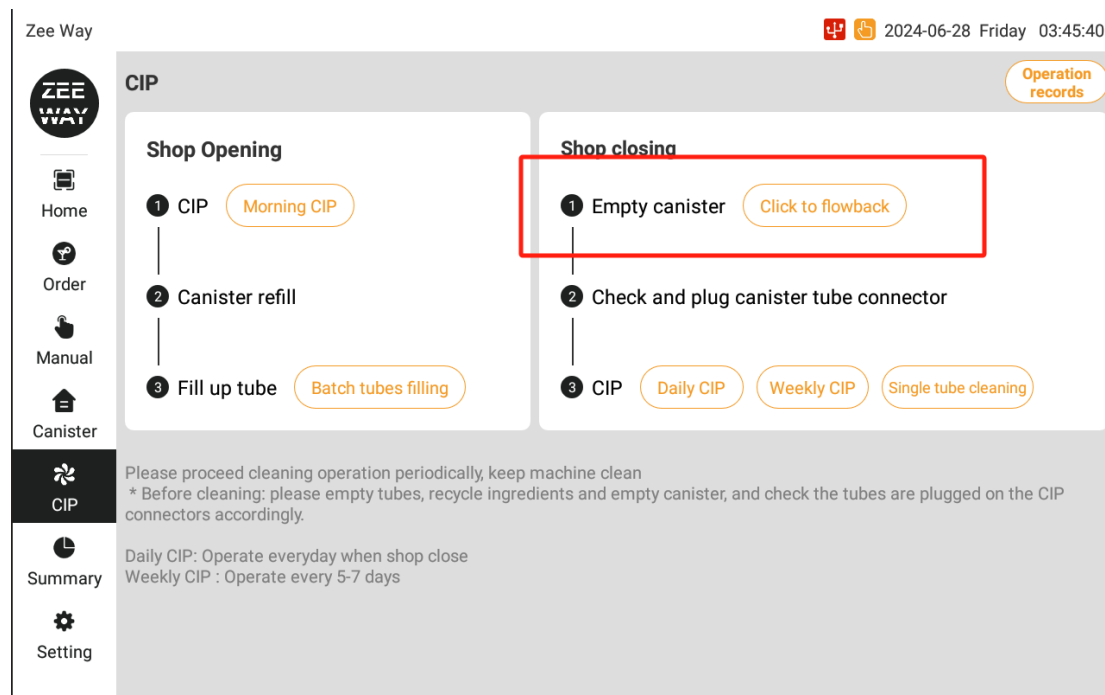 Zee Way
2024-06-28 Friday 03:45:40
ZEE
WAY
CIP
Operation
records
Home
Order
Manual
Canister
CIP
Summary
Setting
Shop Opening
1 CIP Morning CIP
2 Canister refill
3 Fill up tube Batch tubes filling
Shop closing
1 Empty canister Click to flowback
2 Check and plug canister tube connector
3 CIP Daily CIP Weekly CIP Single tube cleaning
Please proceed cleaning operation periodically, keep machine clean
* Before cleaning: please empty tubes, recycle ingredients and empty canister, and check the tubes are plugged on the CIP
connectors accordingly.
Daily CIP: Operate everyday when shop close
Weekly CIP : Operate every 5-7 days